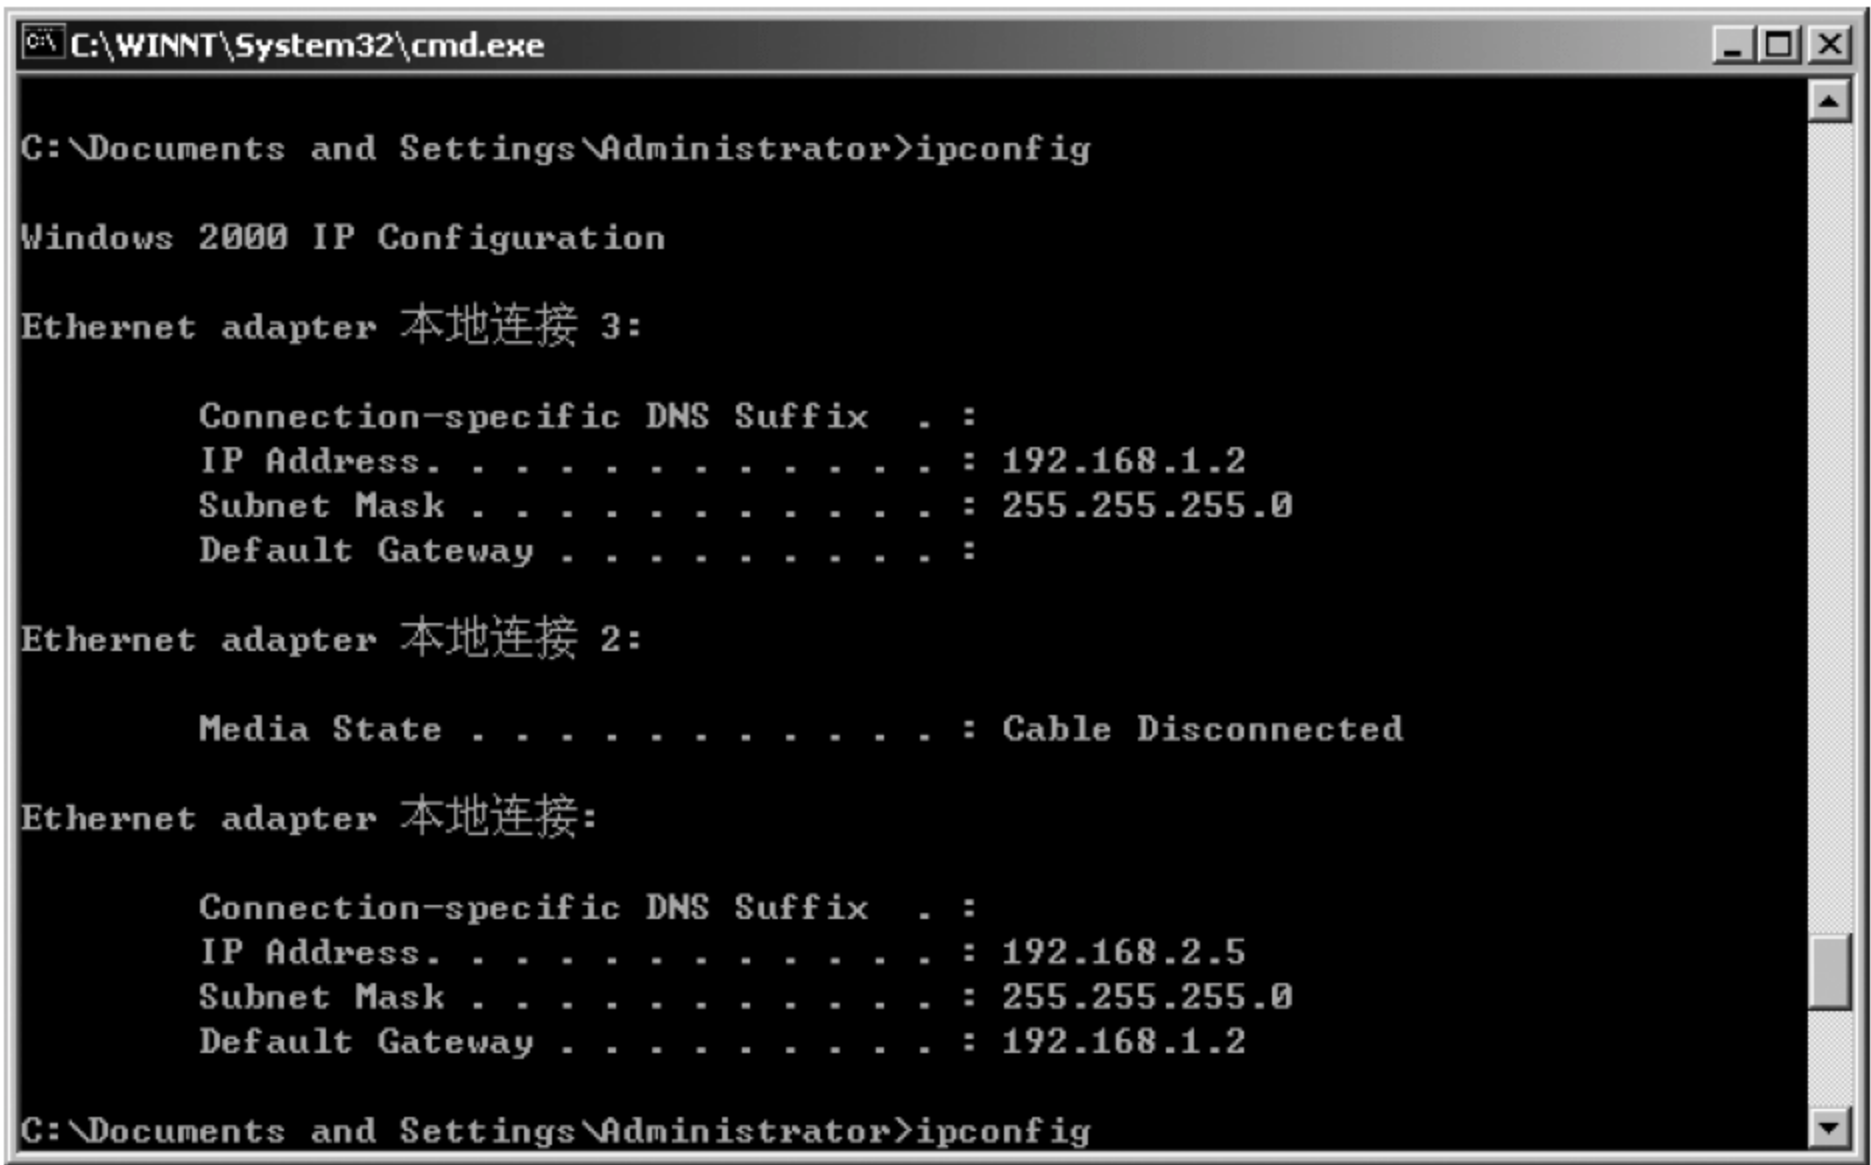 C:\WINNT\System32\cmd.exe
C:\Documents and Settings\Administrator>ipconfig
Windows 2000 IP Configuration
Ethernet adapter 本地连接 3:
Connection-specific DNS Suffix  . :
IP Address. . . . . . . . . . . . : 192.168.1.2
Subnet Mask . . . . . . . . . . . : 255.255.255.0
Default Gateway . . . . . . . . . :
Ethernet adapter 本地连接 2:
Media State . . . . . . . . . . . : Cable Disconnected
Ethernet adapter 本地连接:
Connection-specific DNS Suffix  . :
IP Address. . . . . . . . . . . . : 192.168.2.5
Subnet Mask . . . . . . . . . . . : 255.255.255.0
Default Gateway . . . . . . . . . : 192.168.1.2
C:\Documents and Settings\Administrator>ipconfig